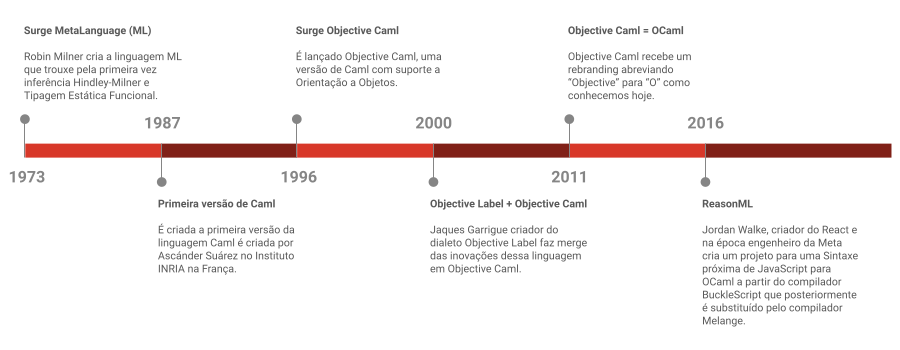 Surge MetaLanguage (ML)
Robin Milner cria a linguagem ML
que trouxe pela primeira vez
inferência Hindley-Milner e
Tipagem Estática Funcional.
1973
1987
Primeira versão de Caml
É criada a primeira versão da
linguagem Caml é criada por
Ascánder Suárez no Instituto
INRIA na França.
Surge Objective Caml
É lançado Objective Caml, uma
versão de Caml com suporte a
Orientação a Objetos.
1996
2000
Objective Label + Objective Caml
Jaques Garrigue criador do
dialeto Objective Label faz merge
das inovações dessa linguagem
em Objective Caml.
Objective Caml = OCaml
Objective Caml recebe um
rebranding abreviando
“Objective” para “O” como
conhecemos hoje.
2011
2016
ReasonML
Jordan Walke, criador do React e
na época engenheiro da Meta
cria um projeto para uma Sintaxe
próxima de JavaScript para
OCaml a partir do compilador
BuckleScript que posteriormente
é substituído pelo compilador
Melange.